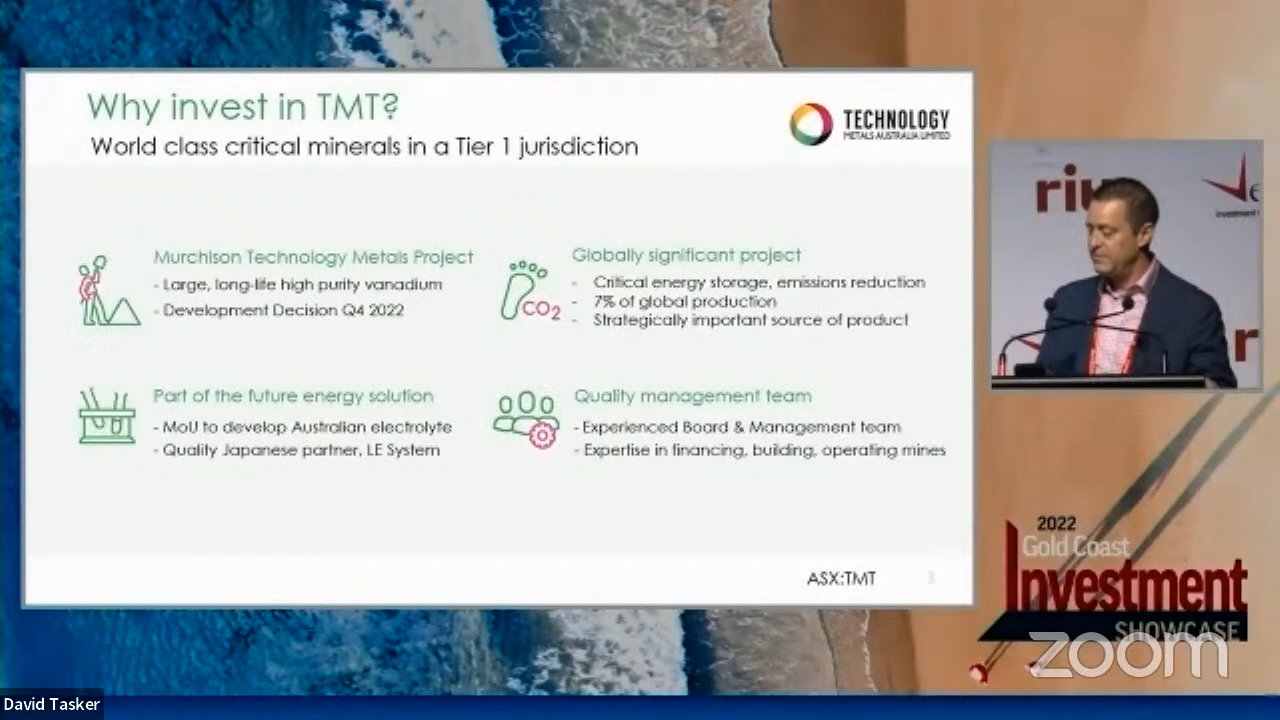 Why invest in TMT?
World class critical minerals in a Tier 1 jurisdiction
TECHNOLOGY
METALS AUSTRALIA LIMITED
Murchison Technology Metals Project
- Large, long-life high purity vanadium
- Development Decision Q4 2022
Globally significant project
- Critical energy storage, emissions reduction
- 7% of global production
- Strategically important source of product
CO2
Part of the future energy solution
- MoU to develop Australian electrolyte
- Quality Japanese partner, LE System
Quality management team
- Experienced Board & Management team
- Expertise in financing, building, operating mines
ASX:TMT
3
riu
2022
Gold Coast
Investment
SHOWCASE
zoom
David Tasker